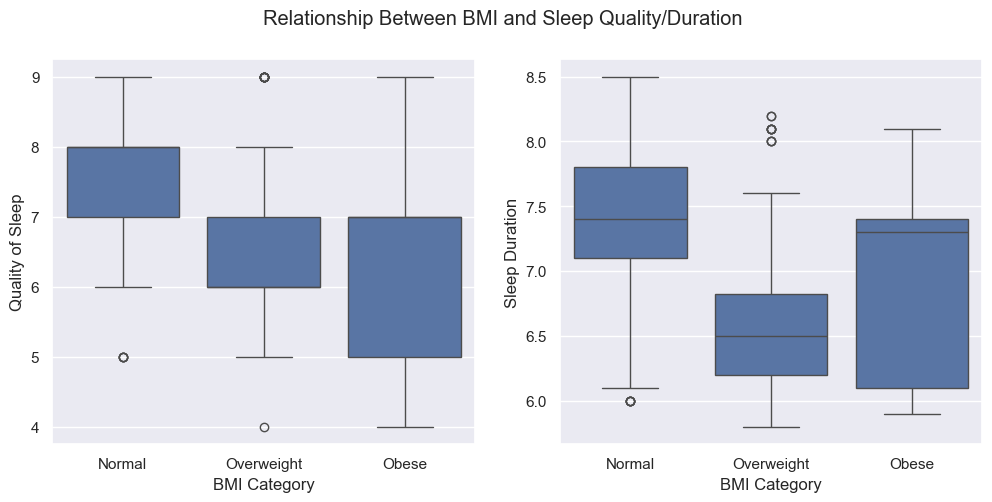 Relationship Between BMI and Sleep Quality/Duration
Quality of Sleep
9
8
7
6
5
4
Normal
Overweight
Obese
BMI Category
Sleep Duration
8.5
8.0
7.5
7.0
6.5
6.0
Normal
Overweight
Obese
BMI Category